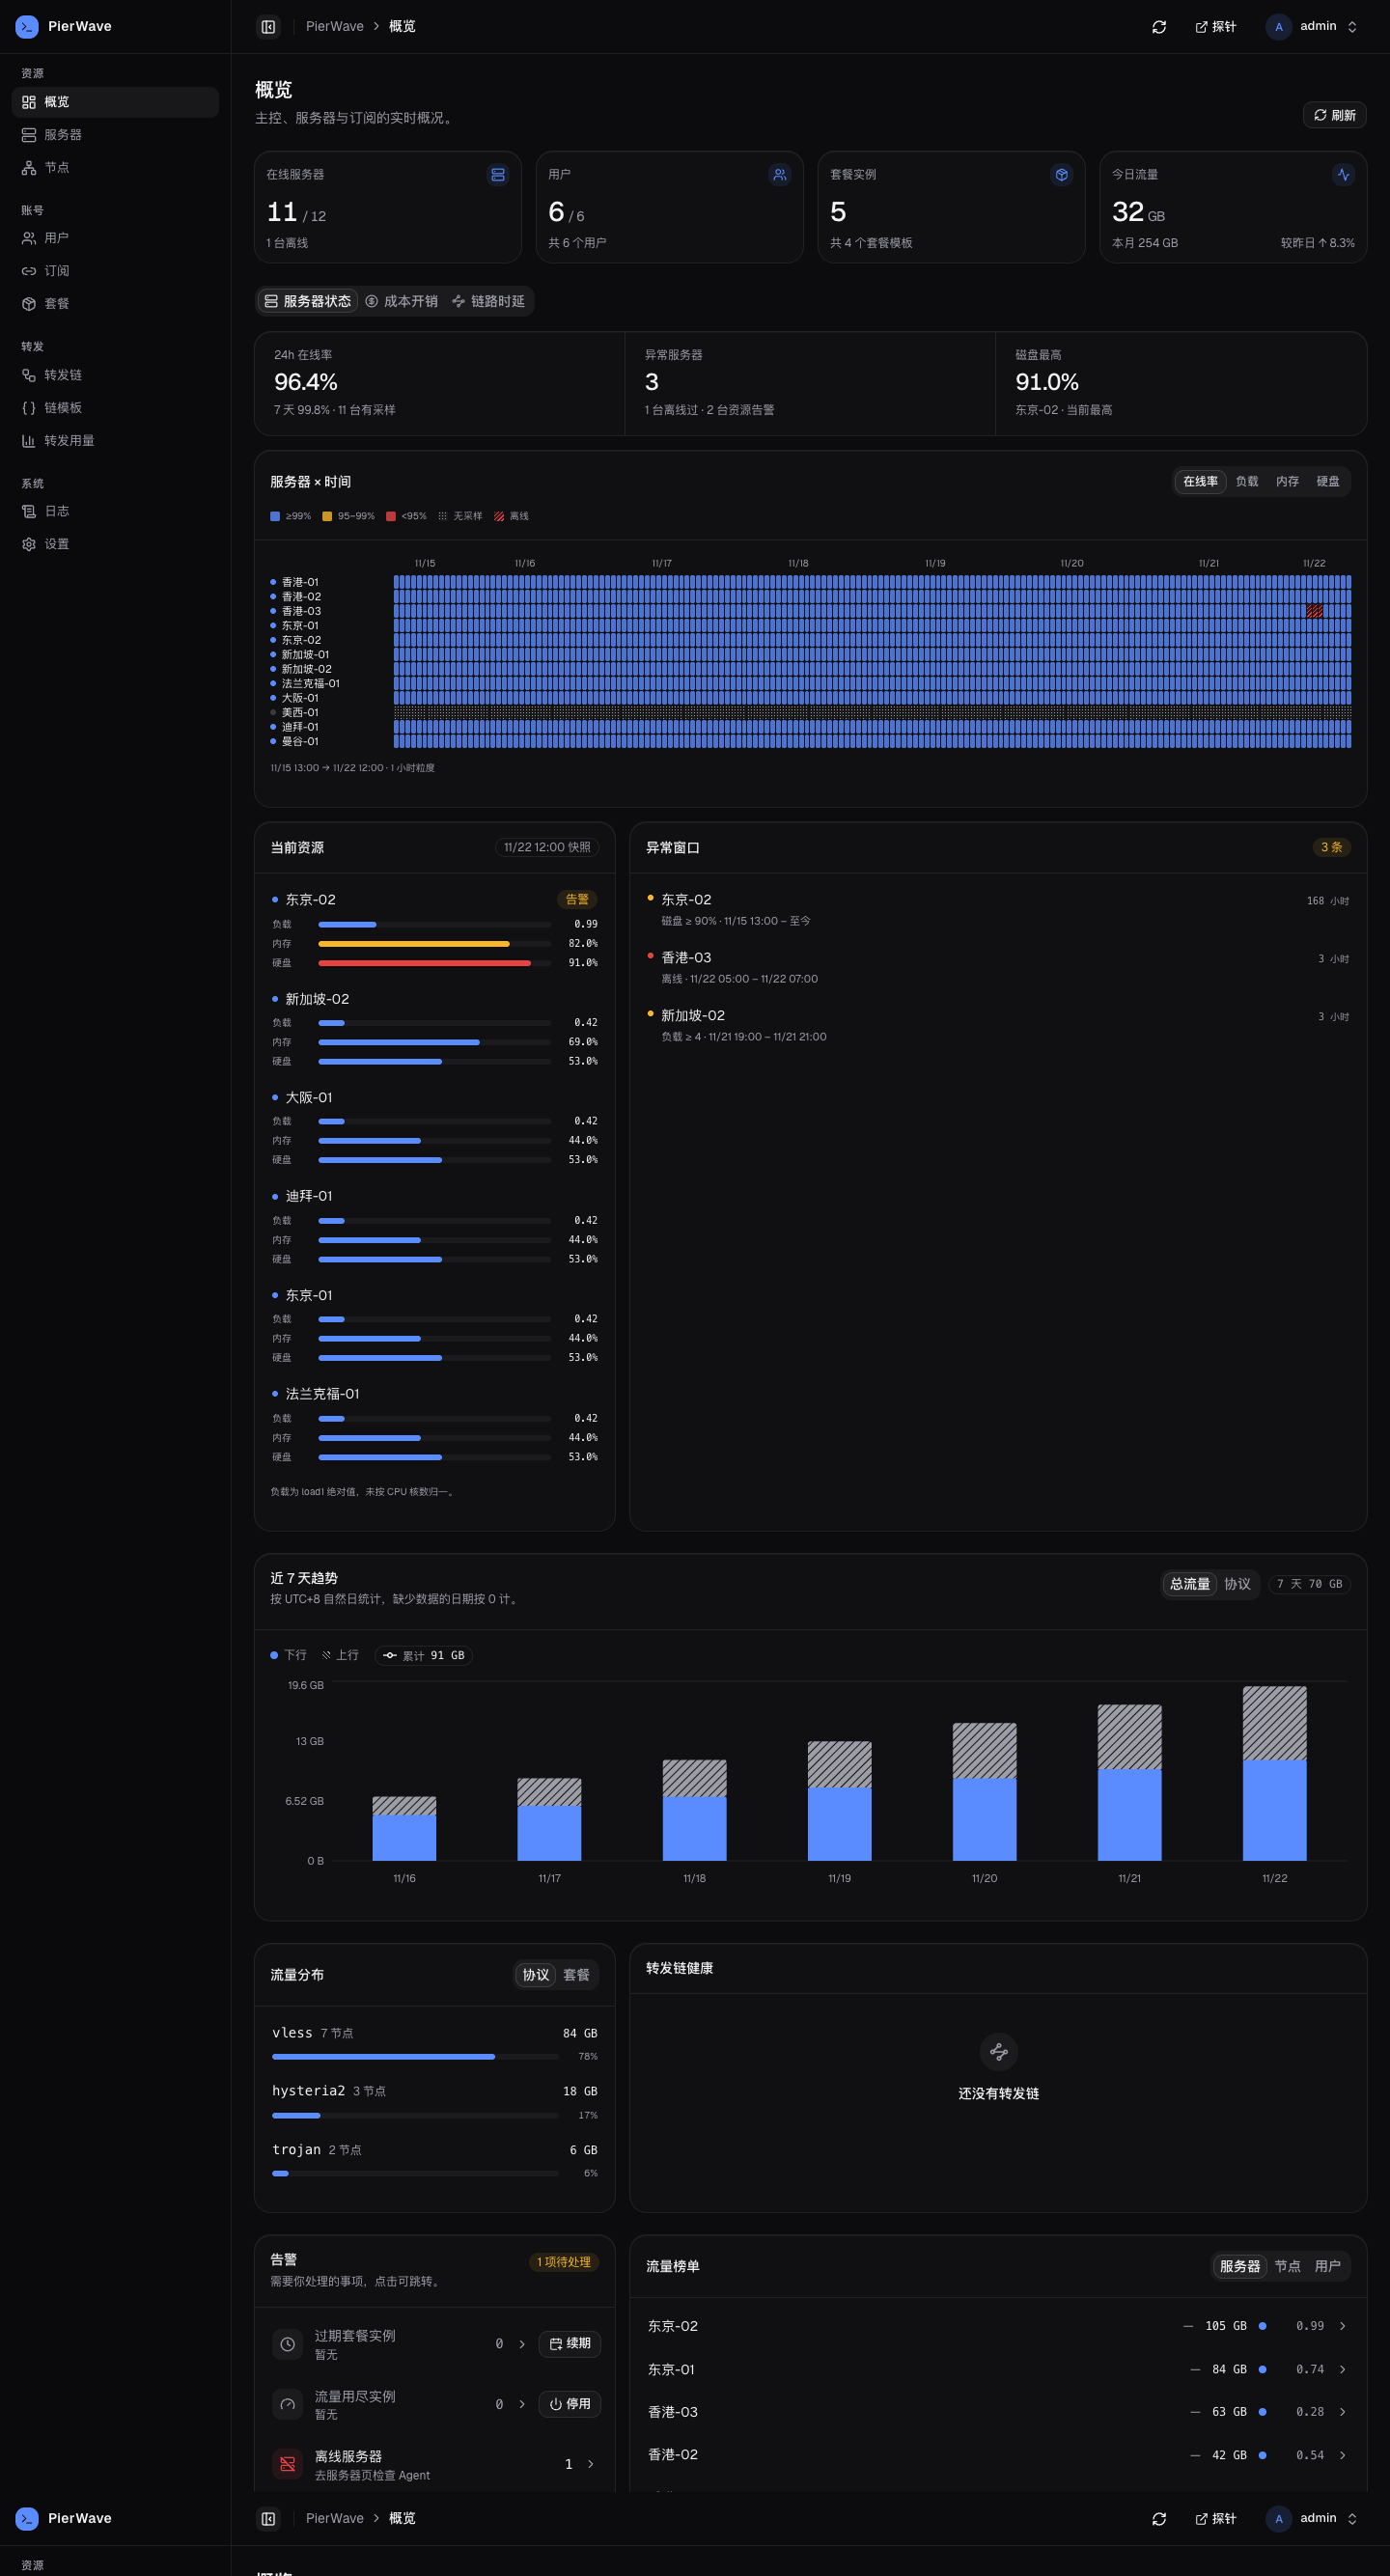 PierWave
PierWave > 概览
探针
A admin
资源
概览
服务器
节点
账号
用户
订阅
套餐
转发
转发链
链模板
转发用量
系统
日志
设置
概览
主控、服务器与订阅的实时概况。
刷新
在线服务器
11 / 12
1 台离线
用户
6 / 6
共 6 个用户
套餐实例
5
共 4 个套餐模板
今日流量
32 GB
本月 254 GB 较昨日 ↑ 8.3%
服务器状态 成本开销 链路时延
24h 在线率
96.4%
7 天 99.8% · 11 台有采样
异常服务器
3
1 台离线过 · 2 台资源告警
磁盘最高
91.0%
东京-02 · 当前最高
服务器 × 时间
在线率 负载 内存 硬盘
≥99% 95–99% <95% 无采样 离线
11/15 11/16 11/17 11/18 11/19 11/20 11/21 11/22
香港-01
香港-02
香港-03
东京-01
东京-02
新加坡-01
新加坡-02
法兰克福-01
大阪-01
美西-01
迪拜-01
曼谷-01
11/15 13:00 → 11/22 12:00 · 1 小时粒度
当前资源 11/22 12:00 快照
东京-02 告警
负载 0.99
内存 82.0%
硬盘 91.0%
新加坡-02
负载 0.42
内存 69.0%
硬盘 53.0%
大阪-01
负载 0.42
内存 44.0%
硬盘 53.0%
迪拜-01
负载 0.42
内存 44.0%
硬盘 53.0%
东京-01
负载 0.42
内存 44.0%
硬盘 53.0%
法兰克福-01
负载 0.42
内存 44.0%
硬盘 53.0%
负载为 load1 绝对值，未按 CPU 核数归一。
异常窗口 3 条
东京-02 168 小时
磁盘 ≥ 90% · 11/15 13:00 – 至今
香港-03 3 小时
离线 · 11/22 05:00 – 11/22 07:00
新加坡-02 3 小时
负载 ≥ 4 · 11/21 19:00 – 11/21 21:00
近 7 天趋势
按 UTC+8 自然日统计，缺少数据的日期按 0 计。
总流量 协议 7 天 70 GB
下行 上行 累计 91 GB
19.6 GB
13 GB
6.52 GB
0 B
11/16 11/17 11/18 11/19 11/20 11/21 11/22
流量分布 协议 套餐
vless 7 节点 84 GB
78%
hysteria2 3 节点 18 GB
17%
trojan 2 节点 6 GB
6%
转发链健康
还没有转发链
告警 1 项待处理
需要你处理的事项，点击可跳转。
过期套餐实例 0 > 续期
暂无
流量用尽实例 0 > 停用
暂无
离线服务器 1 >
去服务器页检查 Agent
流量榜单 服务器 节点 用户
东京-02 — 105 GB 0.99 >
东京-01 — 84 GB 0.74 >
香港-03 — 63 GB 0.28 >
香港-02 — 42 GB 0.54 >
PierWave
PierWave > 概览
探针
A admin
资源